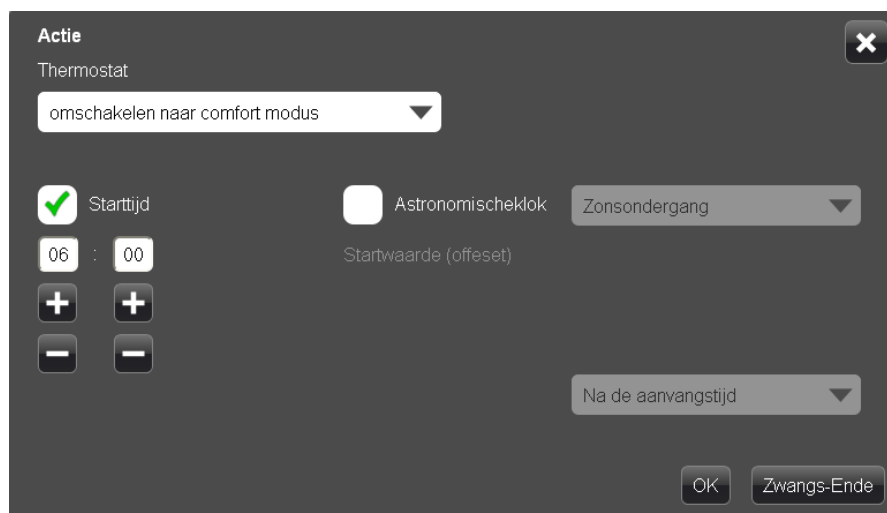 Actie
Thermostat
omschakelen naar comfort modus
Starttijd
Astronomischeklok
Zonsondergang
06 : 00
Startwaarde (offeset)
Na de aanvangstijd
OK
Zwangs-Ende